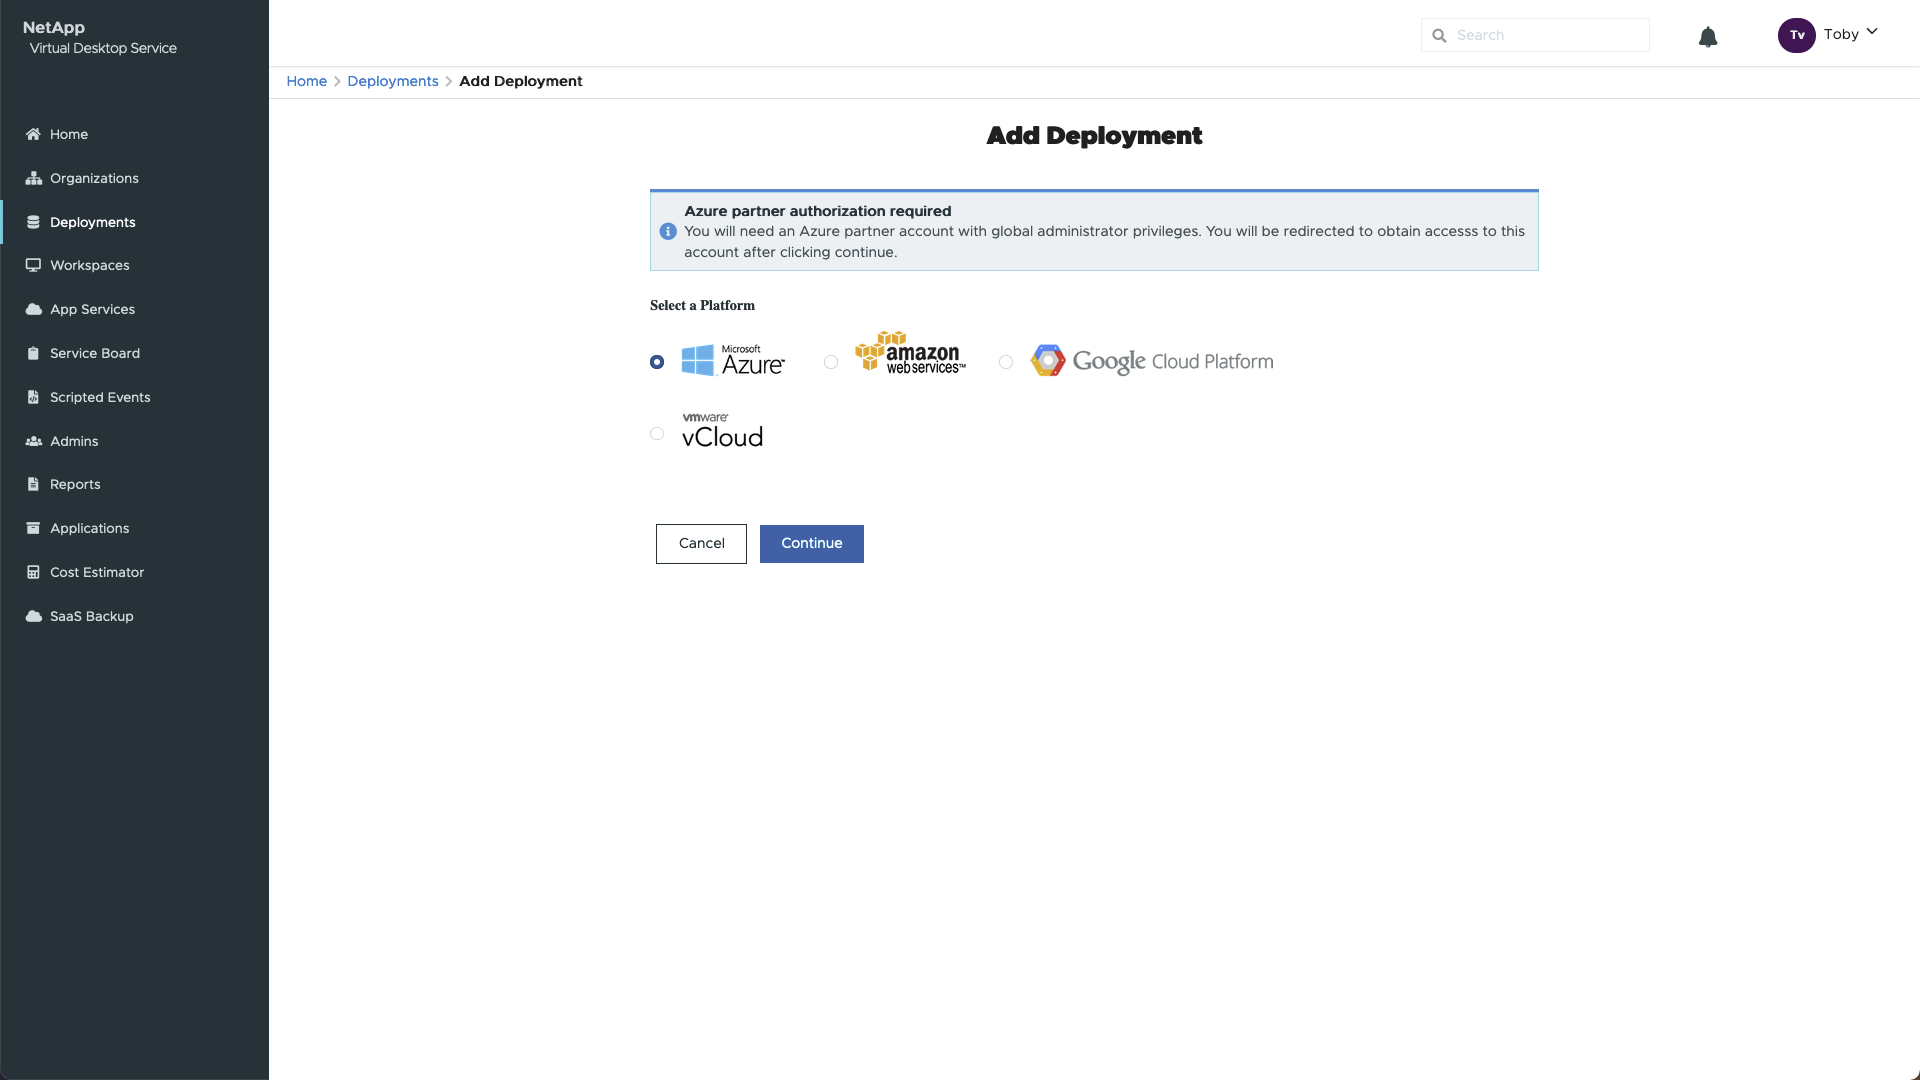 NetApp
Virtual Desktop Service
Search
Tv
Toby
Home
Deployments
Add Deployment
Home
Organizations
Deployments
Workspaces
App Services
Service Board
Scripted Events
Admins
Reports
Applications
Cost Estimator
SaaS Backup
Add Deployment
Azure partner authorization required
You will need an Azure partner account with global administrator privileges. You will be redirected to obtain accesss to this
account after clicking continue.
Select a Platform
Microsoft
Azure™
amazon
web services™
Google Cloud Platform
vmware®
vCloud
Cancel
Continue